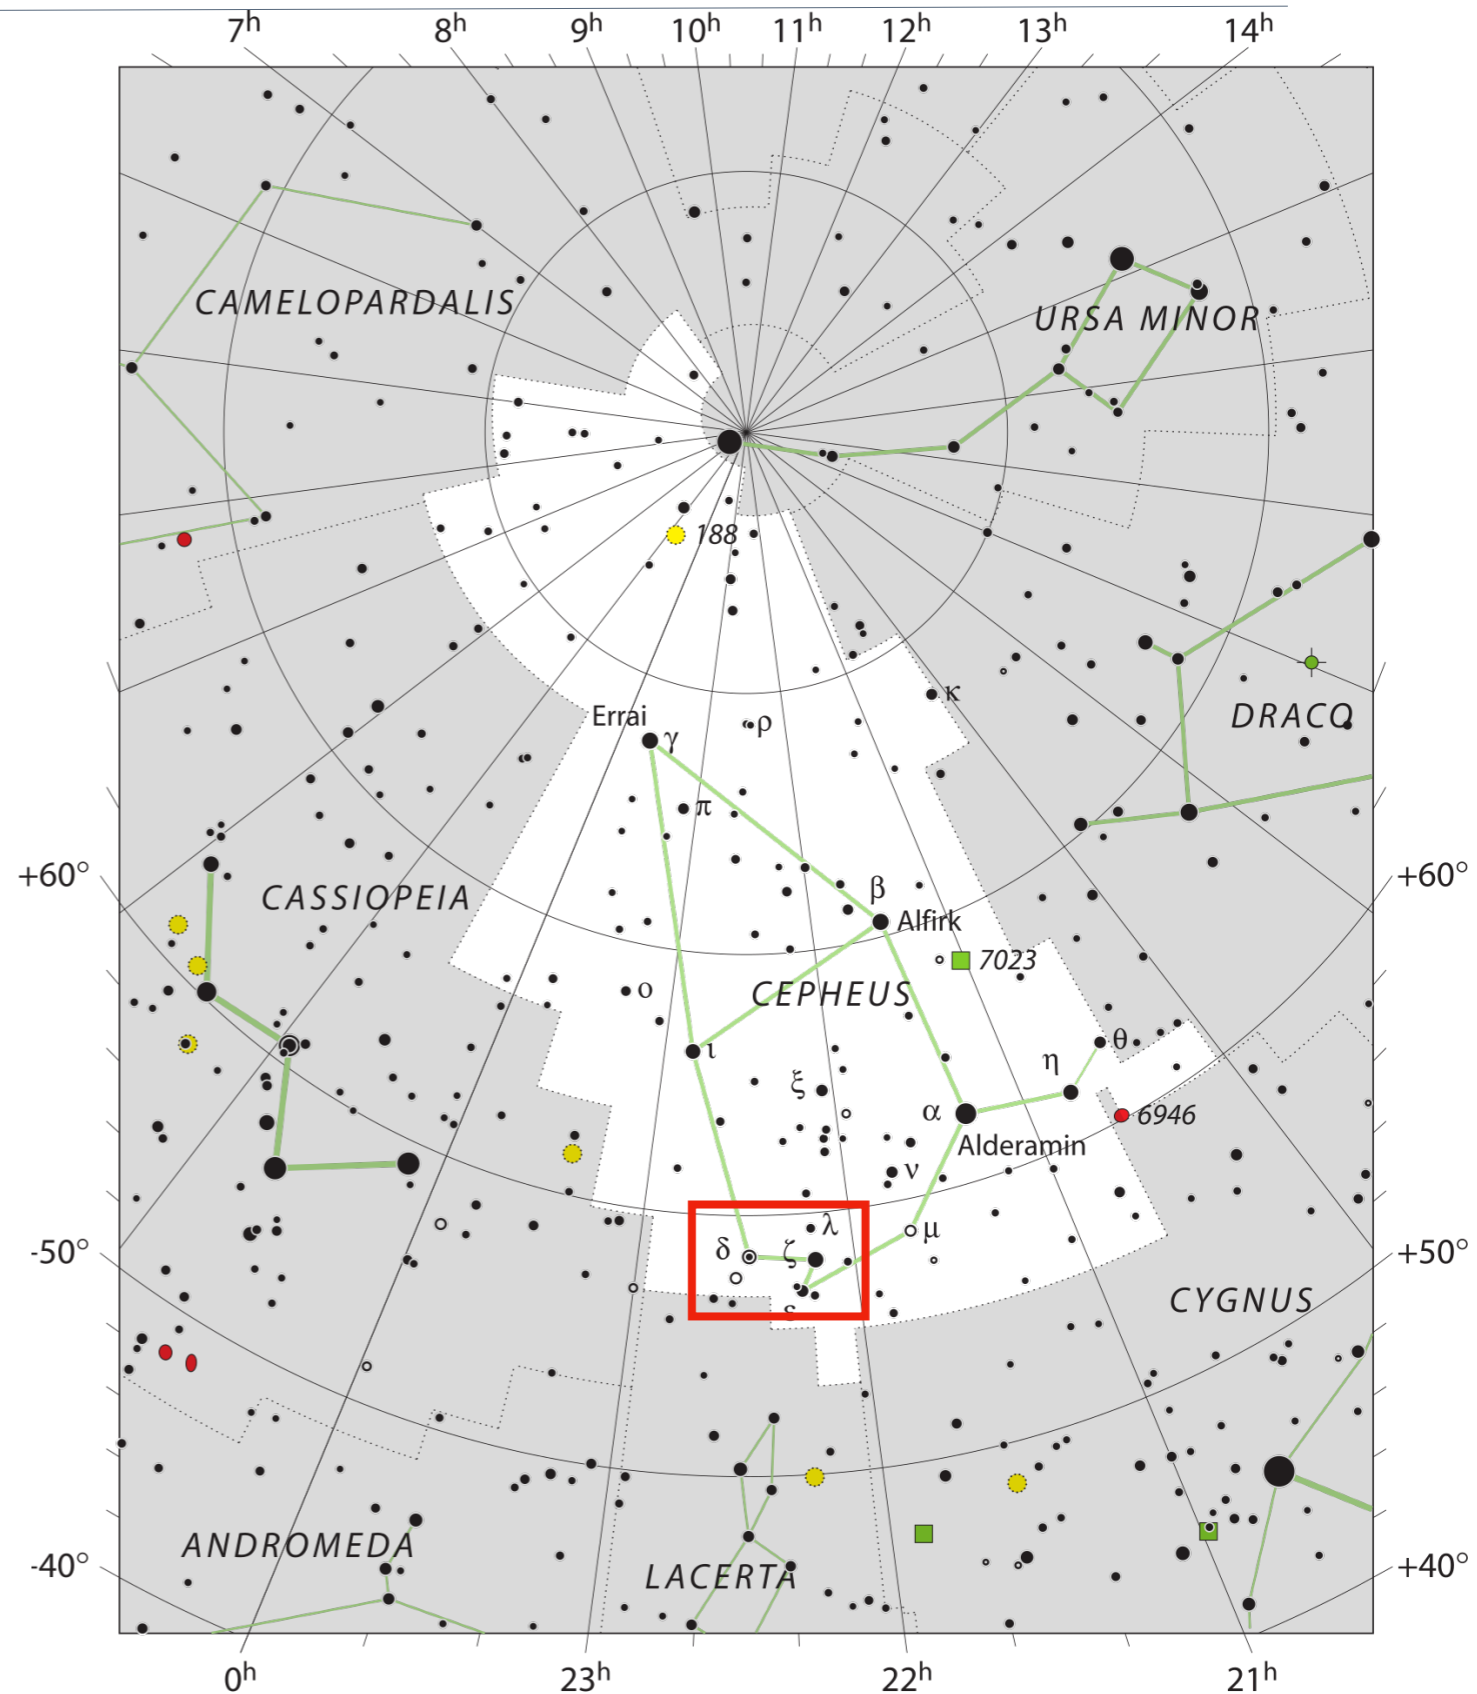 7h 8h 9h 10h 11h 12h 13h 14h
CAMELOPARDALIS
URSA MINOR
188
κ
Errai
γ
ρ
DRACO
π
+60° +60°
β
CASSIOPEIA
Alfirk
7023
ο
CEPHEUS
ι
θ
η
ξ
α
6946
Alderamin
ν
λ
μ
δ
ζ
-50° +50°
ε
CYGNUS
ANDROMEDA
-40° +40°
LACERTA
0h 23h 22h 21h